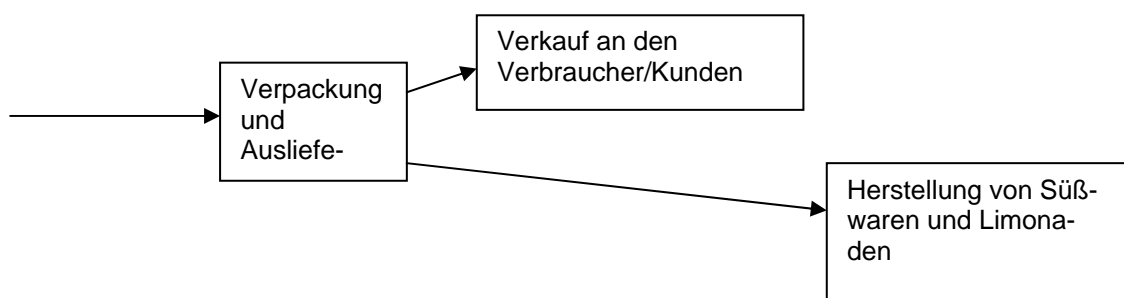 Verkauf an den
Verbraucher/Kunden
Verpackung
und
Ausliefe-
Herstellung von Süß-
waren und Limona-
den